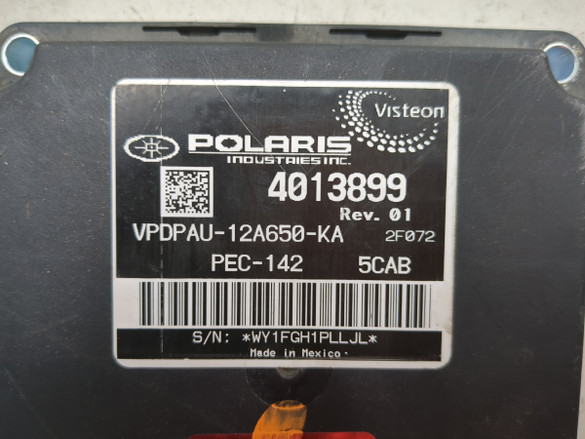 Visteon
POLARIS
INDUSTRIES INC.
4013899
Rev. 01
VPDPAU-12A650-KA 2F072
PEC-142 5CAB
S/N: *WY1FGH1PLLJL*
Made in Mexico